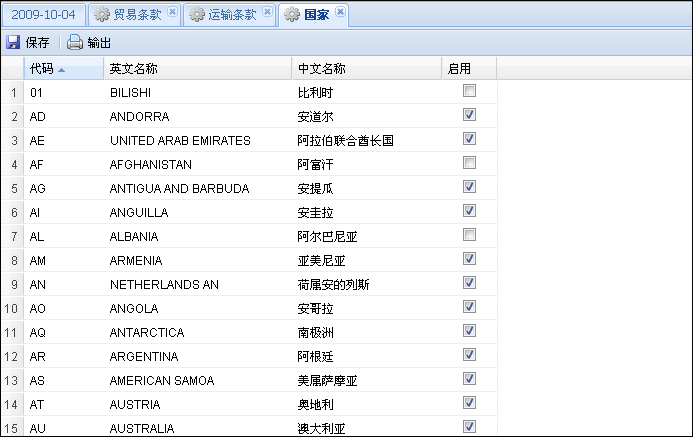 2009-10-04 贸易条款 运输条款 国家
保存 输出
代码 英文名称 中文名称 启用
1 01 BILISHI 比利时
2 AD ANDORRA 安道尔
3 AE UNITED ARAB EMIRATES 阿拉伯联合酋长国
4 AF AFGHANISTAN 阿富汗
5 AG ANTIGUA AND BARBUDA 安提瓜
6 AI ANGUILLA 安圭拉
7 AL ALBANIA 阿尔巴尼亚
8 AM ARMENIA 亚美尼亚
9 AN NETHERLANDS AN 荷属安的列斯
10 AO ANGOLA 安哥拉
11 AQ ANTARCTICA 南极洲
12 AR ARGENTINA 阿根廷
13 AS AMERICAN SAMOA 美属萨摩亚
14 AT AUSTRIA 奥地利
15 AU AUSTRALIA 澳大利亚